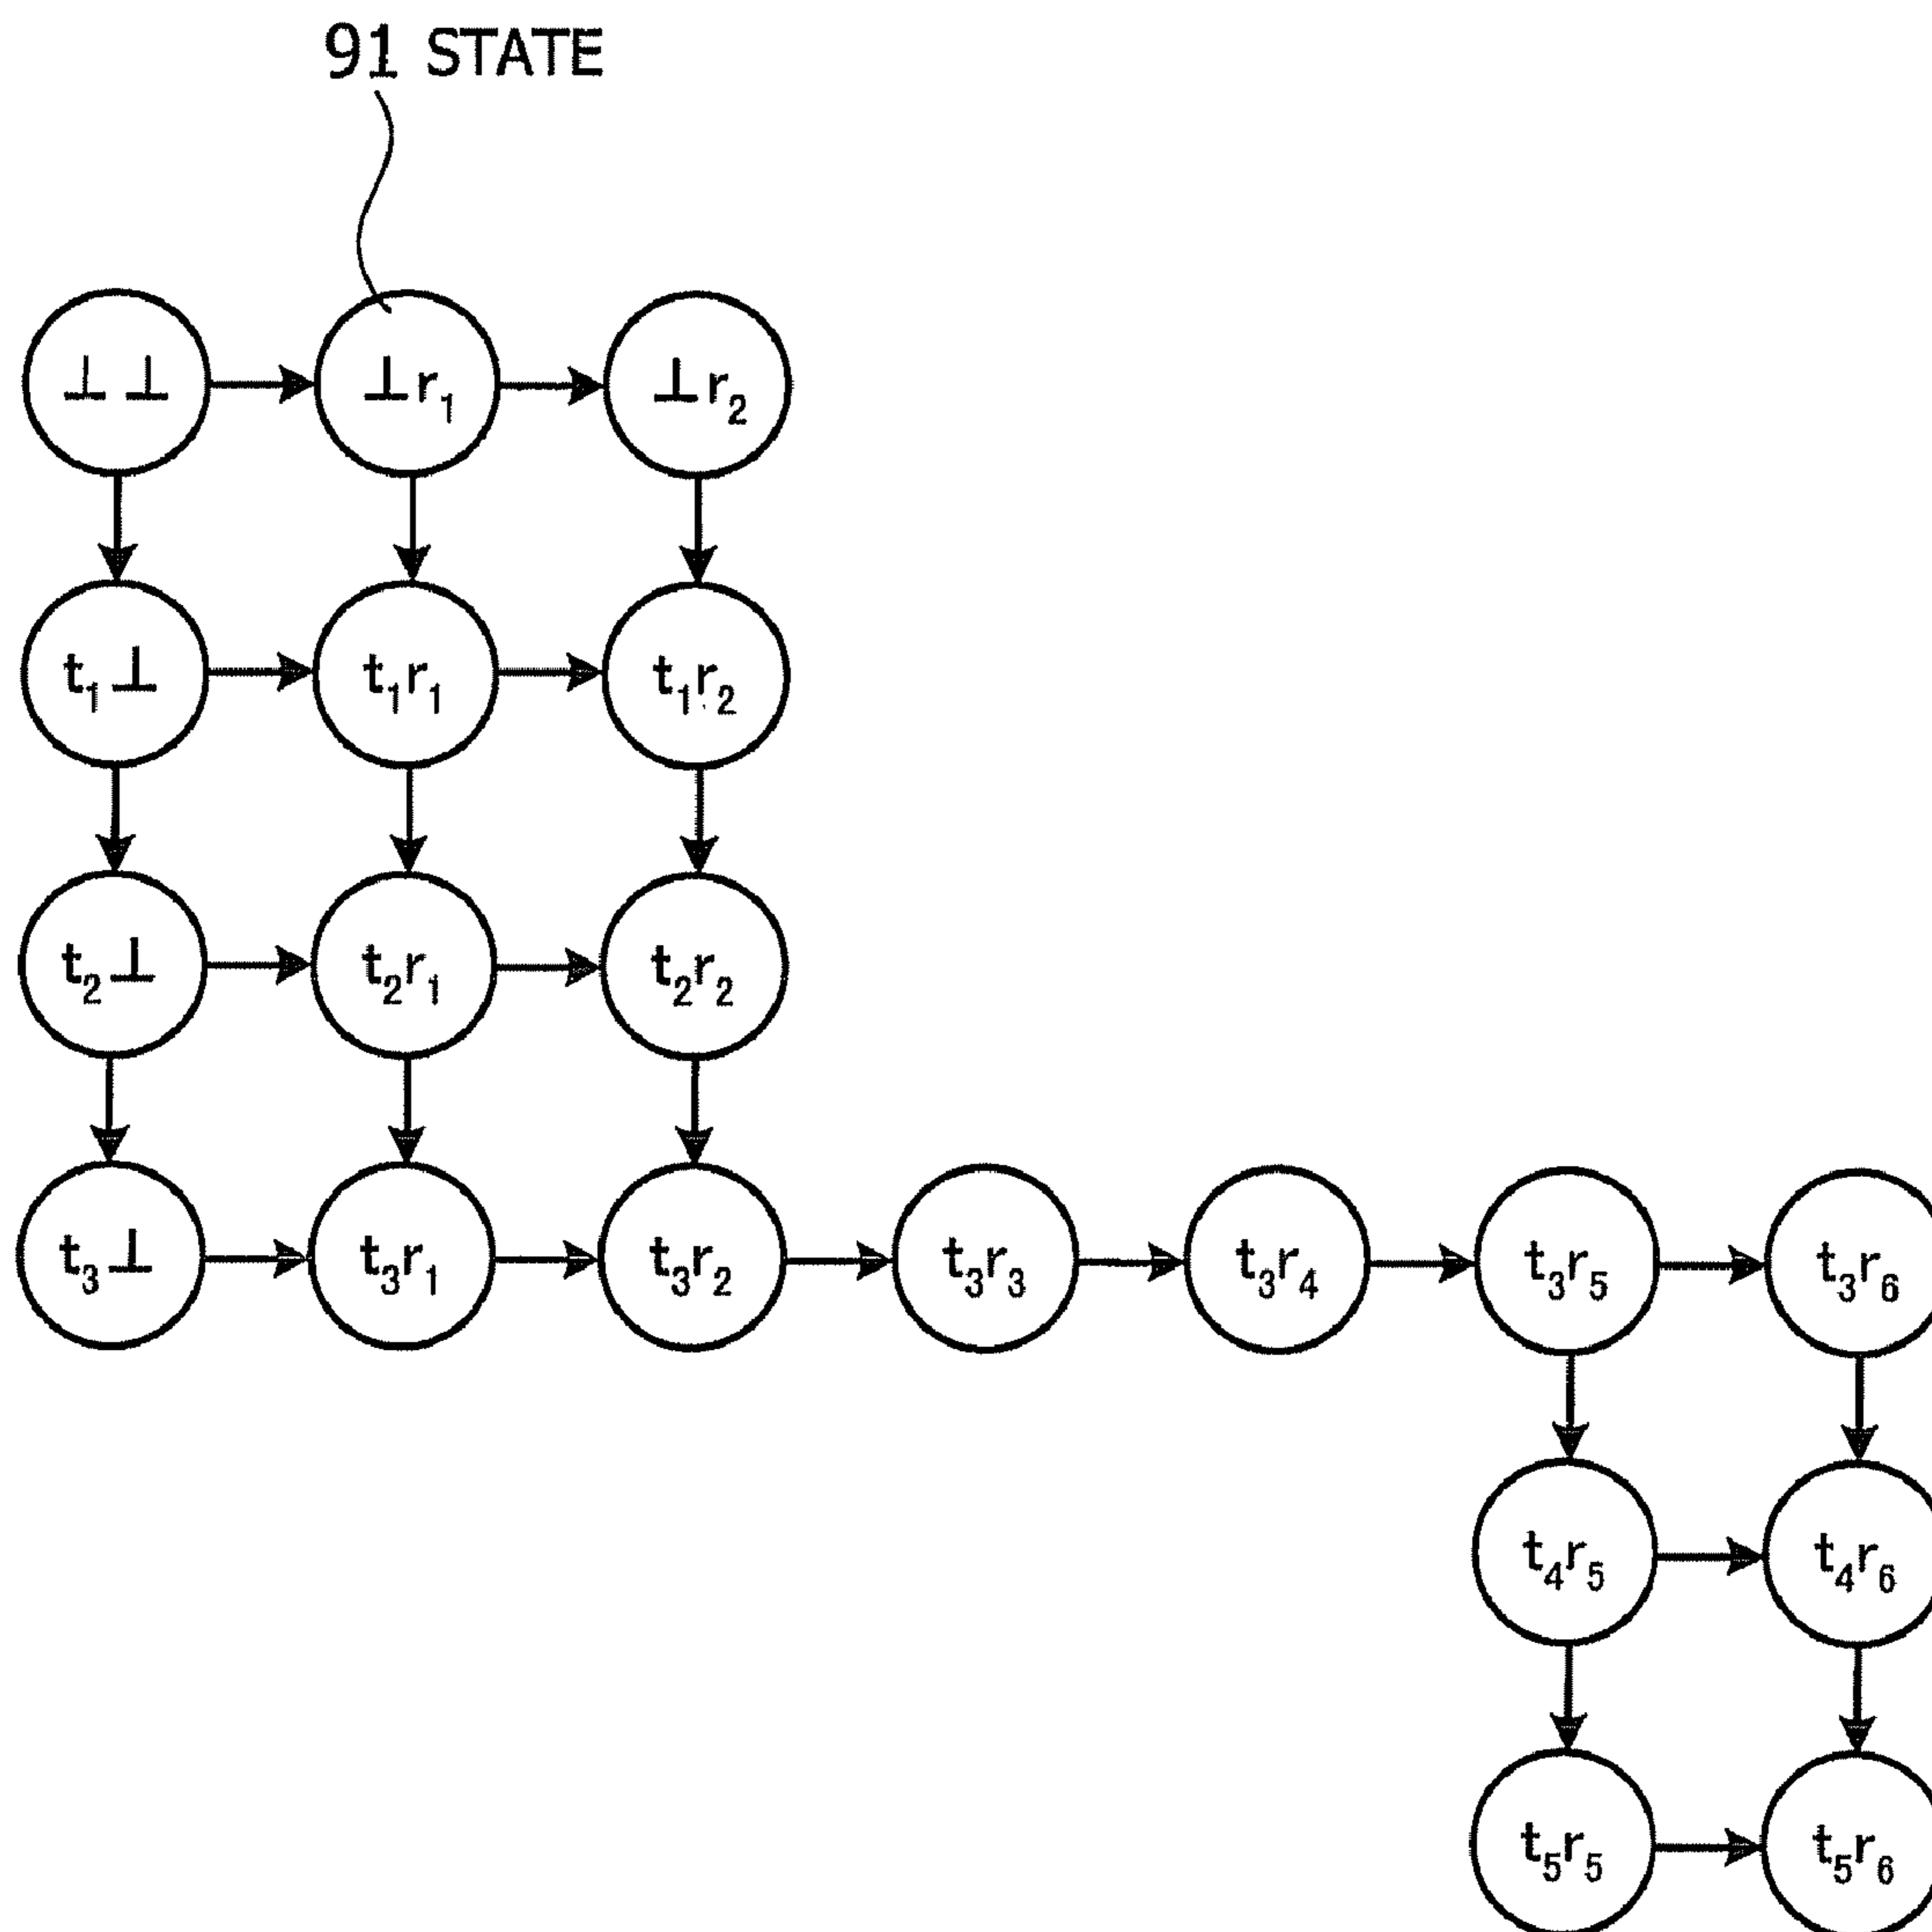 91 STATE
⊥ ⊥ ⊥r₁ ⊥r₂
t₁⊥ t₁r₁ t₁r₂
t₂⊥ t₂r₁ t₂r₂
t₃⊥ t₃r₁ t₃r₂ t₃r₃ t₃r₄ t₃r₅ t₃r₆
t₄r₅ t₄r₆
t₅r₅ t₅r₆